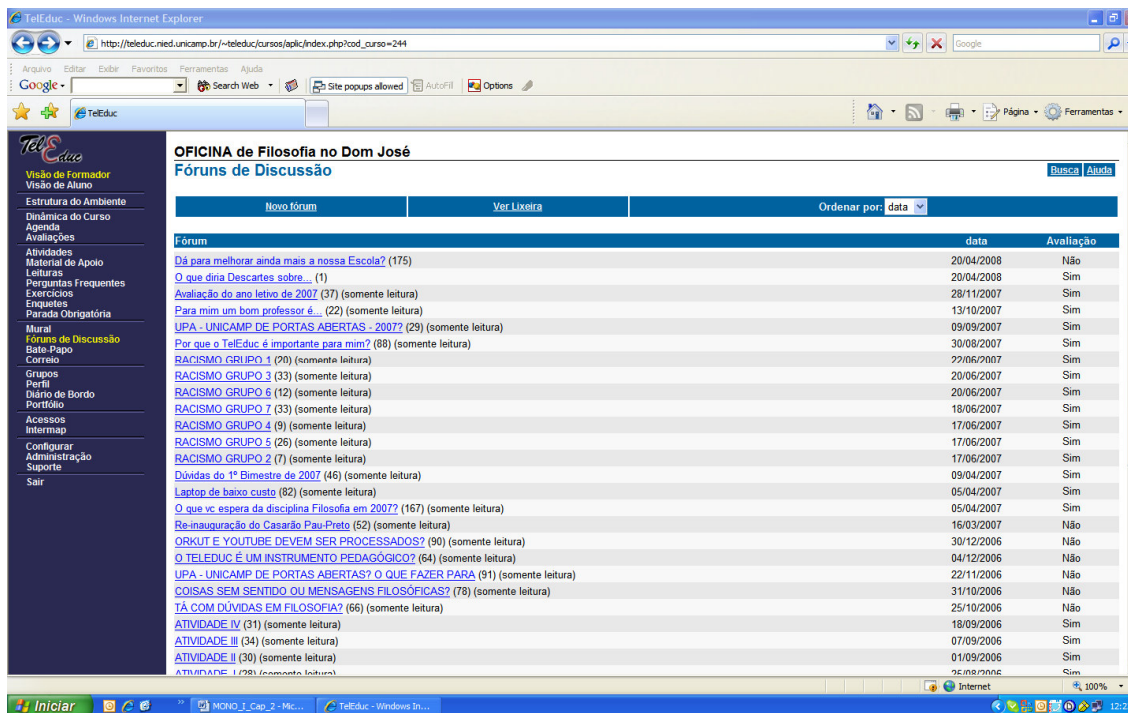 TelEduc - Windows Internet Explorer
http://teleduc.nied.unicamp.br/~teleduc/cursos/aplic/index.php?cod_curso=244 Google
Arquivo Editar Exibir Favoritos Ferramentas Ajuda
Google Search Web Site popups allowed AutoFill Options
TelEduc Página Ferramentas
TelEduc
Visão de Formador
Visão de Aluno
Estrutura do Ambiente
Dinâmica do Curso
Agenda
Avaliações
Atividades
Material de Apoio
Leituras
Perguntas Frequentes
Exercícios
Enquetes
Parada Obrigatória
Mural
Fóruns de Discussão
Bate-Papo
Correio
Grupos
Perfil
Diário de Bordo
Portfólio
Acessos
Intermap
Configurar
Administração
Suporte
Sair
OFICINA de Filosofia no Dom José
Fóruns de Discussão Busca Ajuda
Novo fórum Ver Lixeira Ordenar por: data
Fórum data Avaliação
Dá para melhorar ainda mais a nossa Escola? (175) 20/04/2008 Não
O que diria Descartes sobre... (1) 20/04/2008 Sim
Avaliação do ano letivo de 2007 (37) (somente leitura) 28/11/2007 Sim
Para mim um bom professor é... (22) (somente leitura) 13/10/2007 Sim
UPA - UNICAMP DE PORTAS ABERTAS - 2007? (29) (somente leitura) 09/09/2007 Sim
Por que o TelEduc é importante para mim? (88) (somente leitura) 30/08/2007 Sim
RACISMO GRUPO 1 (20) (somente leitura) 22/06/2007 Sim
RACISMO GRUPO 3 (33) (somente leitura) 20/06/2007 Sim
RACISMO GRUPO 6 (12) (somente leitura) 20/06/2007 Sim
RACISMO GRUPO 7 (33) (somente leitura) 18/06/2007 Sim
RACISMO GRUPO 4 (9) (somente leitura) 17/06/2007 Sim
RACISMO GRUPO 5 (26) (somente leitura) 17/06/2007 Sim
RACISMO GRUPO 2 (7) (somente leitura) 17/06/2007 Sim
Dúvidas do 1º Bimestre de 2007 (46) (somente leitura) 09/04/2007 Sim
Laptop de baixo custo (82) (somente leitura) 05/04/2007 Sim
O que vc espera da disciplina Filosofia em 2007? (167) (somente leitura) 05/04/2007 Sim
Re-inauguração do Casarão Pau-Preto (52) (somente leitura) 16/03/2007 Não
ORKUT E YOUTUBE DEVEM SER PROCESSADOS? (90) (somente leitura) 30/12/2006 Não
O TELEDUC É UM INSTRUMENTO PEDAGÓGICO? (64) (somente leitura) 04/12/2006 Não
UPA - UNICAMP DE PORTAS ABERTAS? O QUE FAZER PARA (91) (somente leitura) 22/11/2006 Não
COISAS SEM SENTIDO OU MENSAGENS FILOSÓFICAS? (78) (somente leitura) 31/10/2006 Não
TÁ COM DÚVIDAS EM FILOSOFIA? (66) (somente leitura) 25/10/2006 Não
ATIVIDADE IV (31) (somente leitura) 18/09/2006 Sim
ATIVIDADE III (34) (somente leitura) 07/09/2006 Sim
ATIVIDADE II (30) (somente leitura) 01/09/2006 Sim
ATIVIDADE I (28) (somente leitura) 25/08/2006 Sim
Internet 100%
Iniciar MONO_I_Cap_2 - Mic... TelEduc - Windows In...